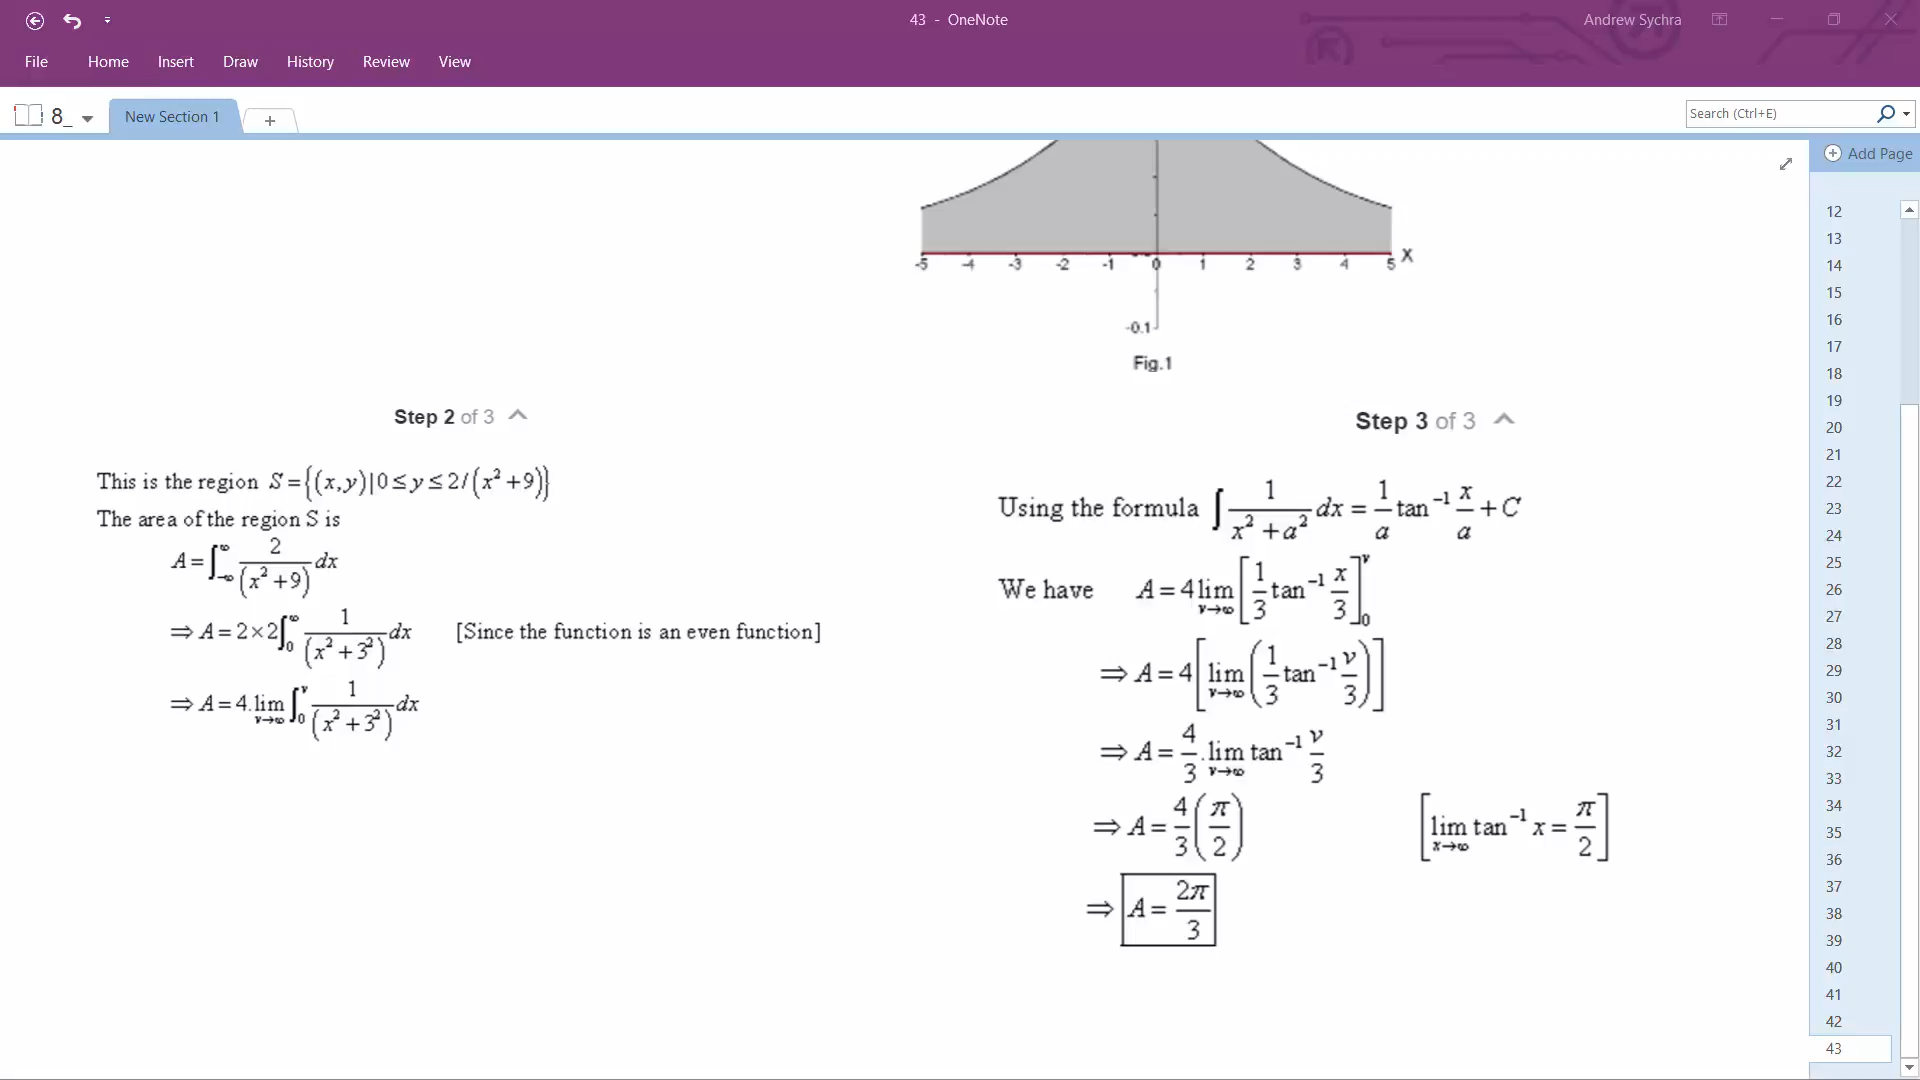 43 - OneNote
Andrew Sychra
File Home Insert Draw History Review View
8_
New Section 1
+
Search (Ctrl+E)
Add Page
-5 -4 -3 -2 -1 0 1 2 3 4 5 X
-0.1
Fig.1
Step 2 of 3
This is the region S = {(x,y)|0 ≤ y ≤ 2/(x² + 9)}
The area of the region S is
A = ∫_{-∞}^{∞} 2/(x² + 9) dx
⇒ A = 2×2∫_0^∞ 1/(x² + 3²) dx [Since the function is an even function]
⇒ A = 4.lim_{v→∞} ∫_0^v 1/(x² + 3²) dx
Step 3 of 3
Using the formula ∫ 1/(x² + a²) dx = 1/a tan⁻¹ x/a + C
We have A = 4 lim_{v→∞} [1/3 tan⁻¹ x/3]_0^v
⇒ A = 4[lim_{v→∞} (1/3 tan⁻¹ v/3)]
⇒ A = 4/3 . lim_{v→∞} tan⁻¹ v/3
⇒ A = 4/3 (π/2) [lim_{x→∞} tan⁻¹ x = π/2]
⇒ A = 2π/3
12
13
14
15
16
17
18
19
20
21
22
23
24
25
26
27
28
29
30
31
32
33
34
35
36
37
38
39
40
41
42
43